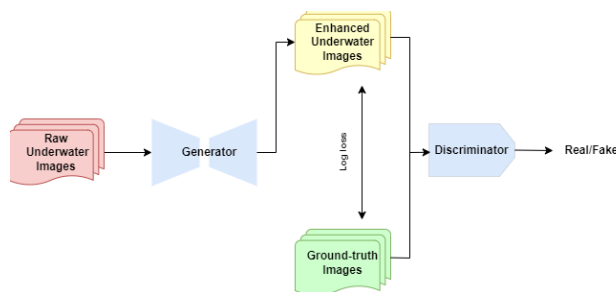 Enhanced
Underwater
Images
Raw
Underwater
Images
Generator
Log loss
Discriminator
Real/Fake
Ground-truth
Images